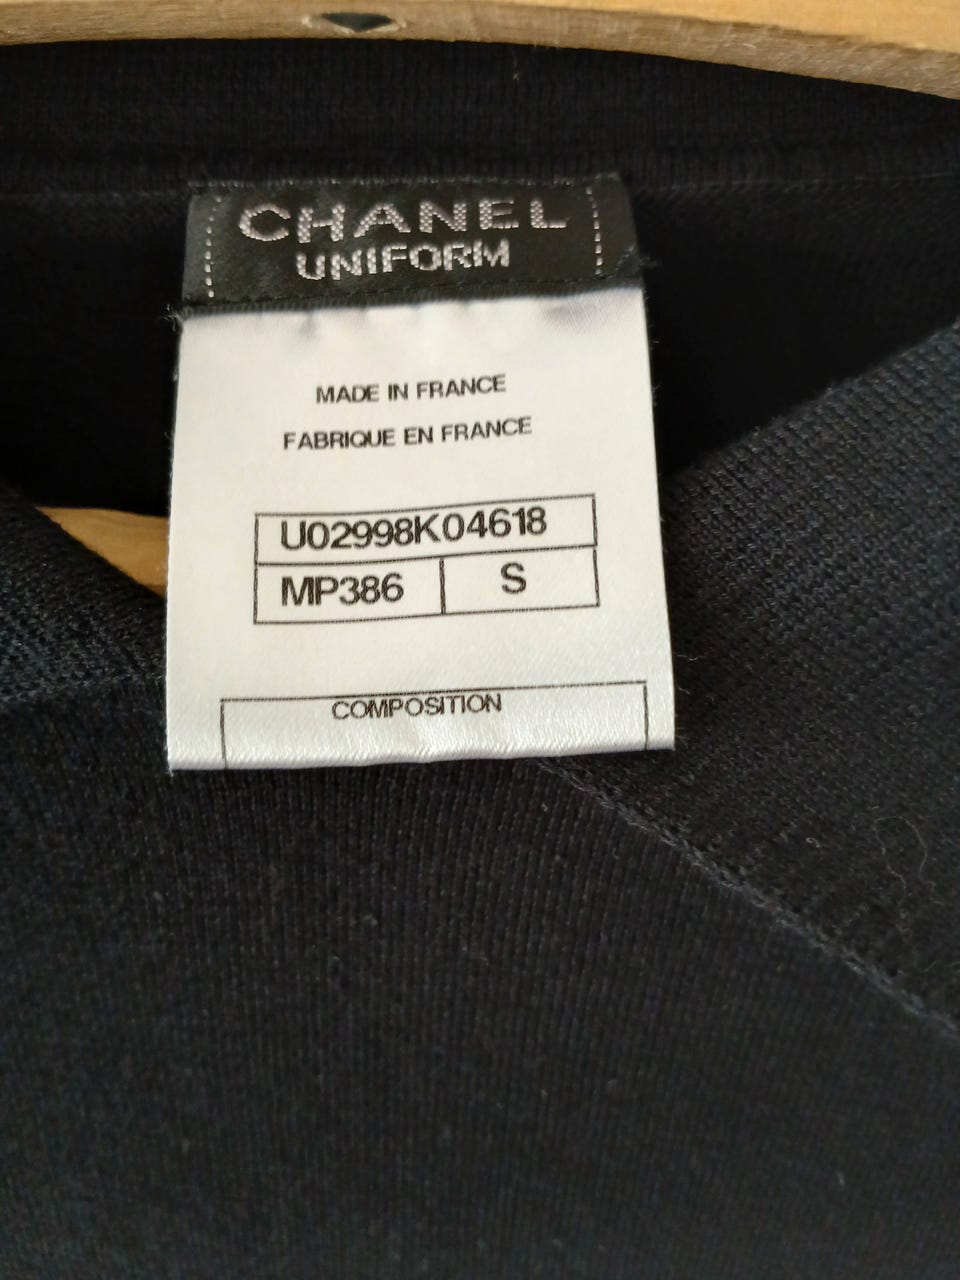 CHANEL
UNIFORM
MADE IN FRANCE
FABRIQUE EN FRANCE
U02998K04618
MP386 S
COMPOSITION